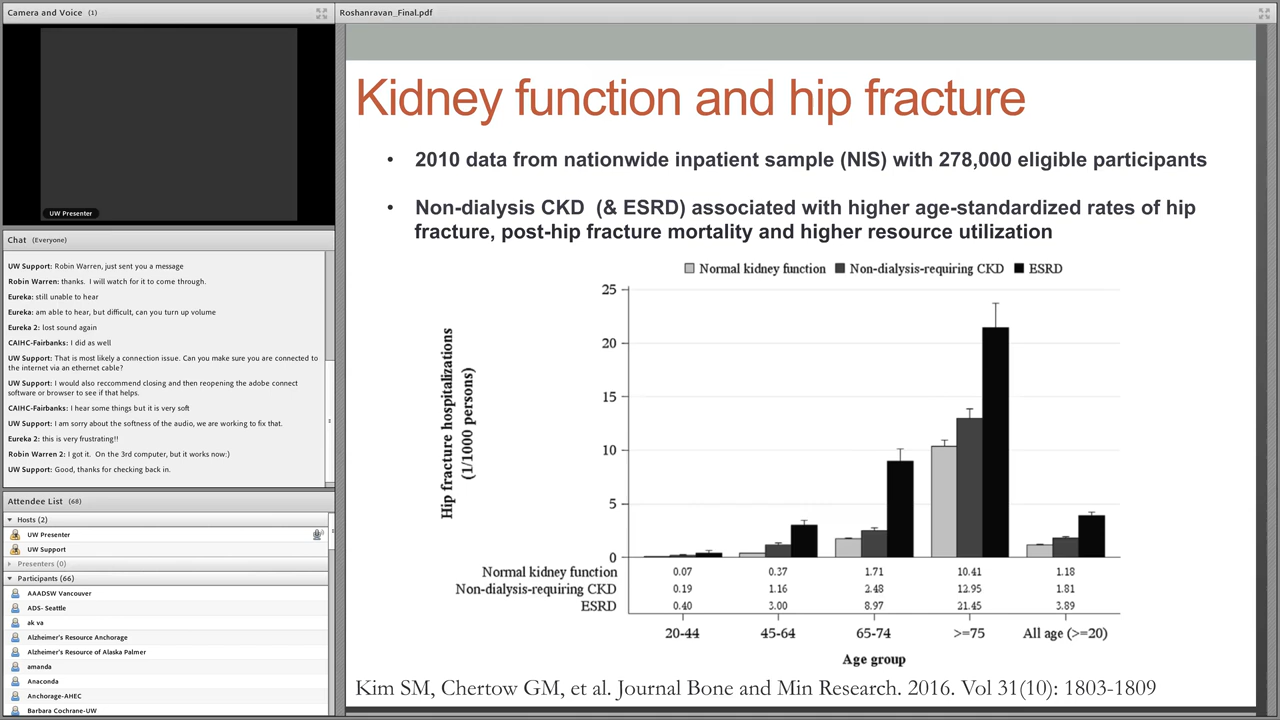 Camera and Voice (1)
UW Presenter
Chat (Everyone)
UW Support: Robin Warren, just sent you a message
Robin Warren: thanks. I will watch for it to come through.
Eureka: still unable to hear
Eureka: am able to hear, but difficult, can you turn up volume
Eureka 2: lost sound again
CAIHC-Fairbanks: I did as well
UW Support: That is most likely a connection issue. Can you make sure you are connected to
the internet via an ethernet cable?
UW Support: I would also reccommend closing and then reopening the adobe connect
software or browser to see if that helps.
CAIHC-Fairbanks: I hear some things but it is very soft
UW Support: I am sorry about the softness of the audio, we are working to fix that.
Eureka 2: this is very frustrating!!
Robin Warren 2: I got it. On the 3rd computer, but it works now:)
UW Support: Good, thanks for checking back in.
Attendee List (68)
Hosts (2)
UW Presenter
UW Support
Presenters (0)
Participants (66)
AAADSW Vancouver
ADS- Seattle
ak va
Alzheimer's Resource Anchorage
Alzheimer's Resource of Alaska Palmer
amanda
Anaconda
Anchorage-AHEC
Barbara Cochrane-UW
Roshanravan_Final.pdf
Kidney function and hip fracture
• 2010 data from nationwide inpatient sample (NIS) with 278,000 eligible participants
• Non-dialysis CKD (& ESRD) associated with higher age-standardized rates of hip
fracture, post-hip fracture mortality and higher resource utilization
Normal kidney function Non-dialysis-requiring CKD ESRD
Hip fracture hospitalizations
(1/1000 persons)
25
20
15
10
5
0
Normal kidney function 0.07 0.37 1.71 10.41 1.18
Non-dialysis-requiring CKD 0.19 1.16 2.48 12.95 1.81
ESRD 0.40 3.00 8.97 21.45 3.89
20-44 45-64 65-74 >=75 All age (>=20)
Age group
Kim SM, Chertow GM, et al. Journal Bone and Min Research. 2016. Vol 31(10): 1803-1809